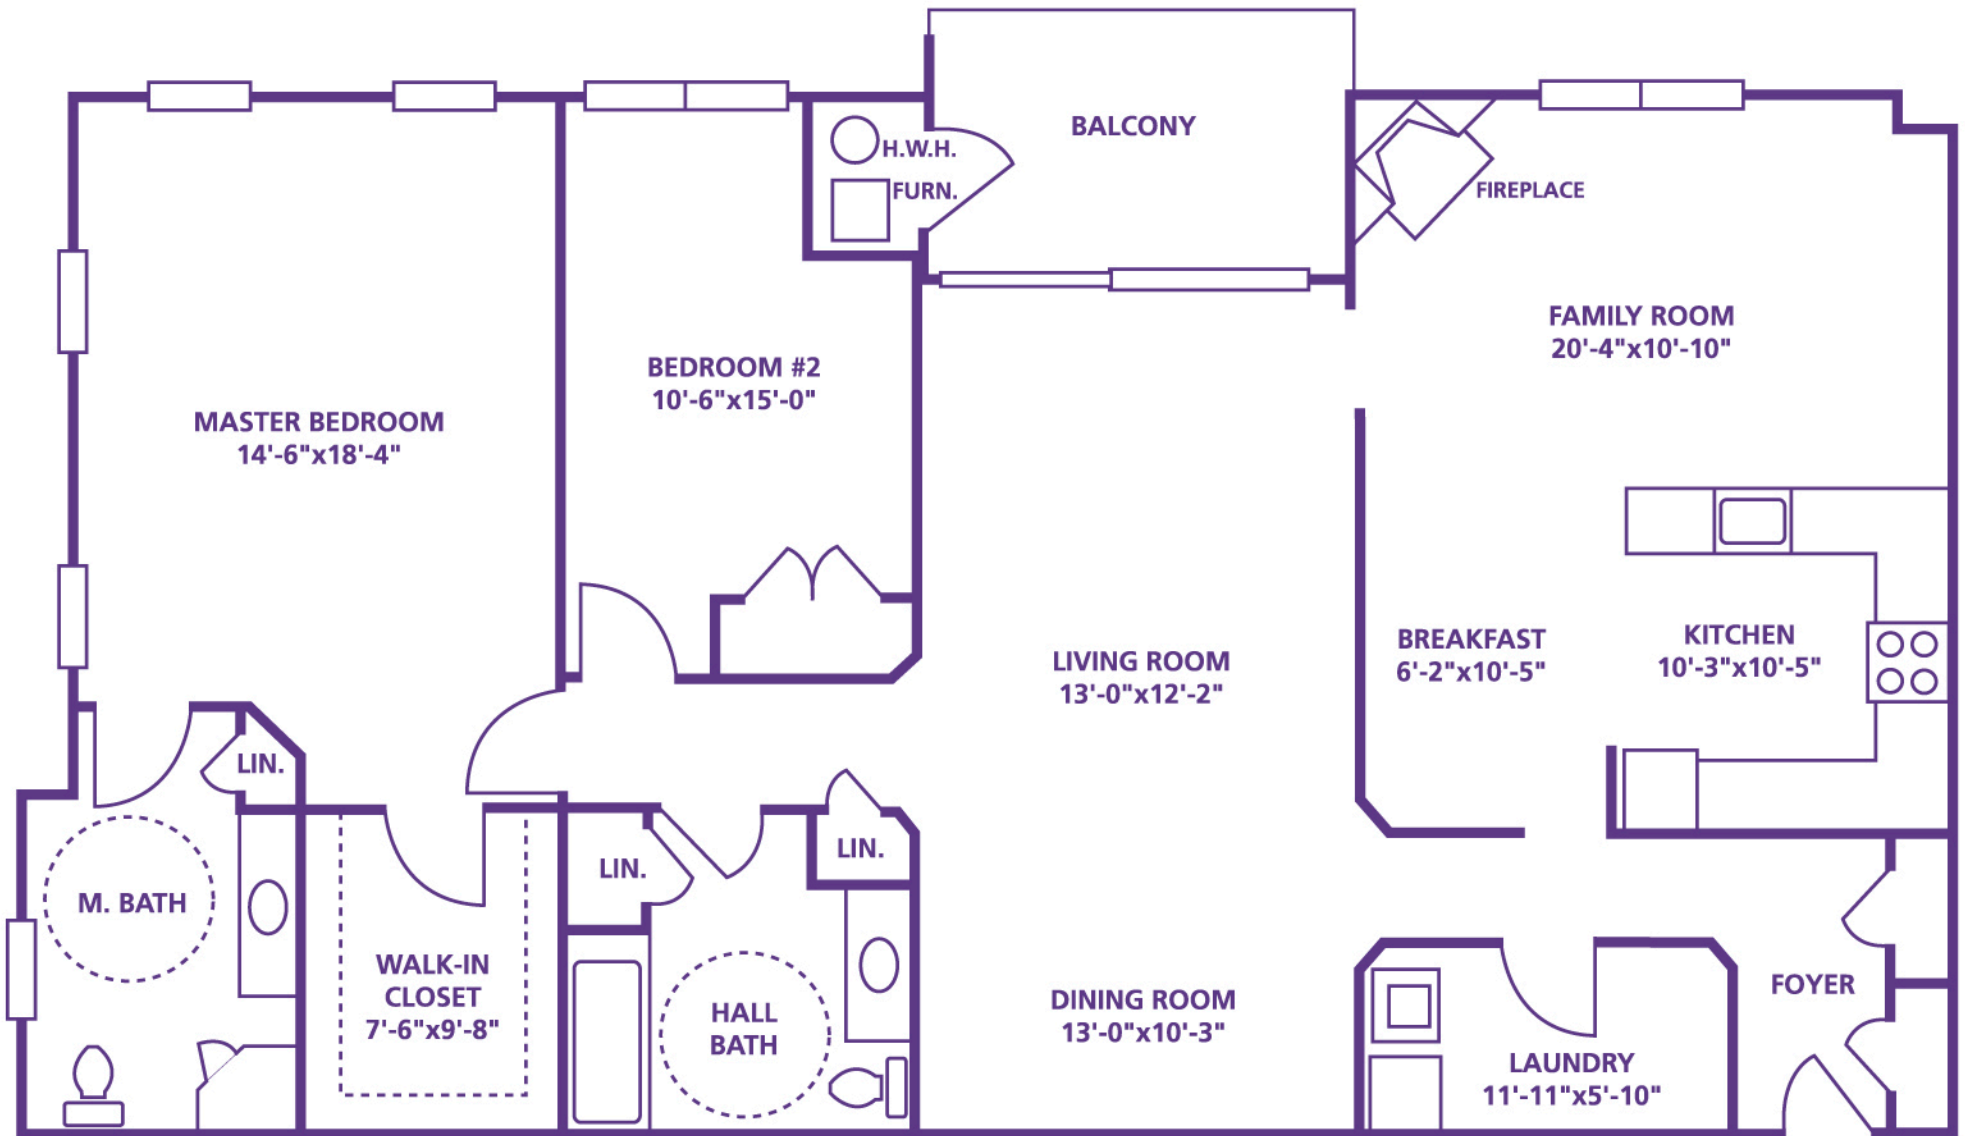 BALCONY
H.W.H.
FURN.
FIREPLACE
FAMILY ROOM
20'-4"x10'-10"
BEDROOM #2
10'-6"x15'-0"
MASTER BEDROOM
14'-6"x18'-4"
LIVING ROOM
13'-0"x12'-2"
BREAKFAST
6'-2"x10'-5"
KITCHEN
10'-3"x10'-5"
LIN.
LIN.
LIN.
M. BATH
WALK-IN
CLOSET
7'-6"x9'-8"
HALL
BATH
DINING ROOM
13'-0"x10'-3"
FOYER
LAUNDRY
11'-11"x5'-10"